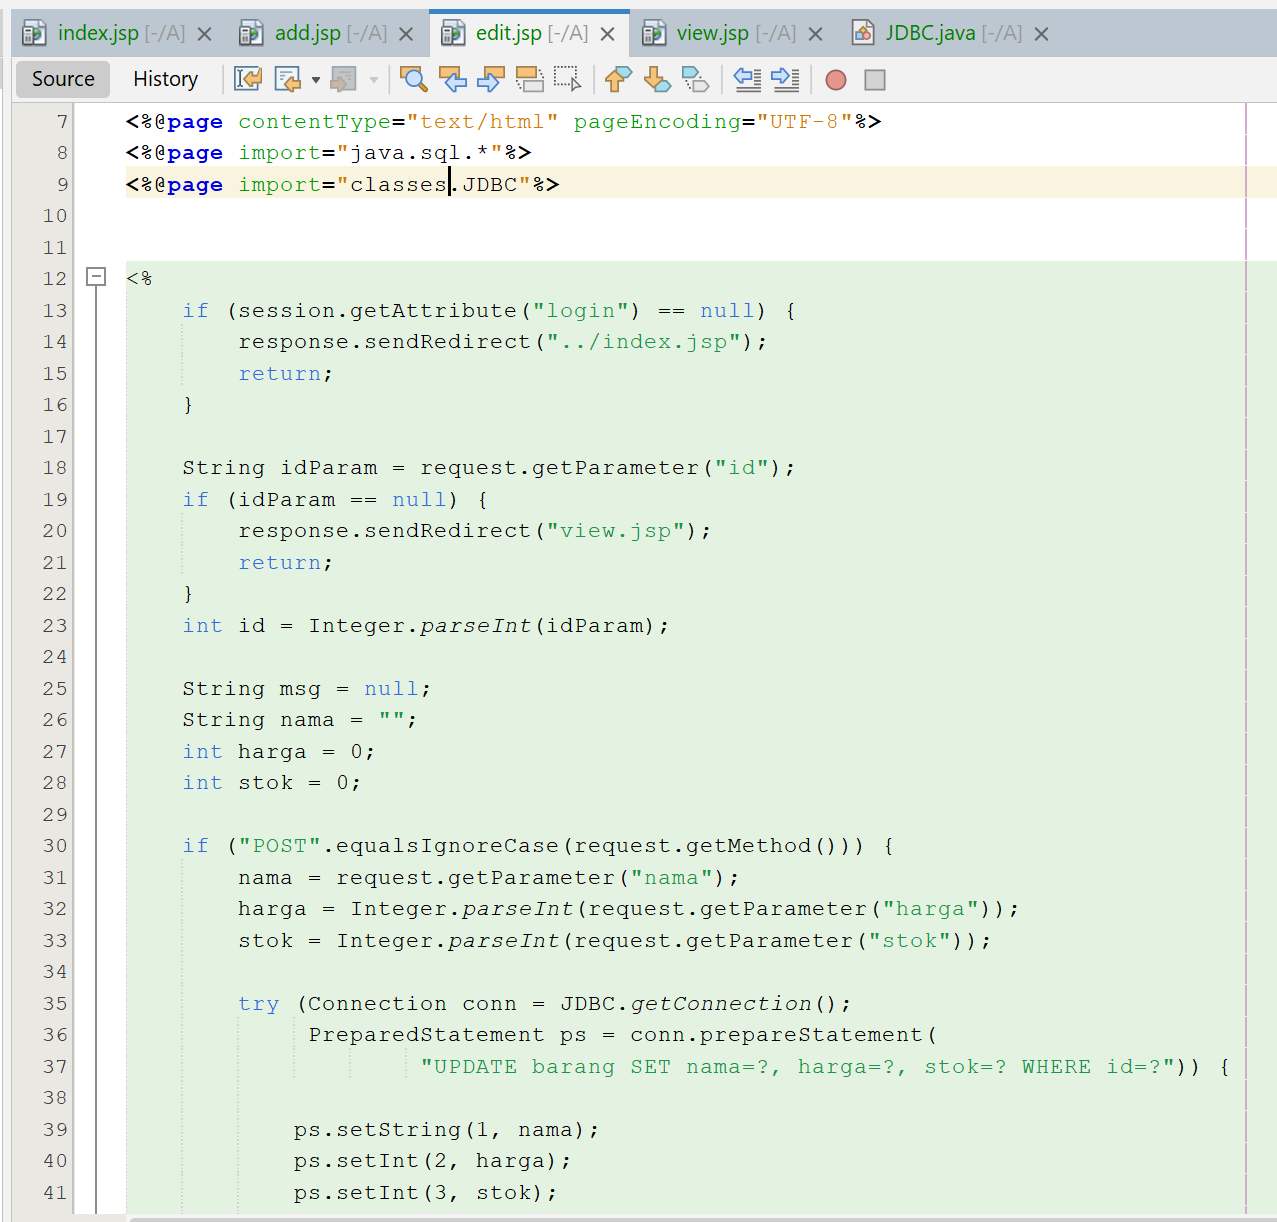 index.jsp [-/A] add.jsp [-/A] edit.jsp [-/A] view.jsp [-/A] JDBC.java [-/A]
Source History
7 <%@page contentType="text/html" pageEncoding="UTF-8"%>
8 <%@page import="java.sql.*"%>
9 <%@page import="classes.JDBC"%>
10
11
12 <%
13     if (session.getAttribute("login") == null) {
14         response.sendRedirect("../index.jsp");
15         return;
16     }
17
18     String idParam = request.getParameter("id");
19     if (idParam == null) {
20         response.sendRedirect("view.jsp");
21         return;
22     }
23     int id = Integer.parseInt(idParam);
24
25     String msg = null;
26     String nama = "";
27     int harga = 0;
28     int stok = 0;
29
30     if ("POST".equalsIgnoreCase(request.getMethod())) {
31         nama = request.getParameter("nama");
32         harga = Integer.parseInt(request.getParameter("harga"));
33         stok = Integer.parseInt(request.getParameter("stok"));
34
35         try (Connection conn = JDBC.getConnection();
36              PreparedStatement ps = conn.prepareStatement(
37                      "UPDATE barang SET nama=?, harga=?, stok=? WHERE id=?")) {
38
39             ps.setString(1, nama);
40             ps.setInt(2, harga);
41             ps.setInt(3, stok);